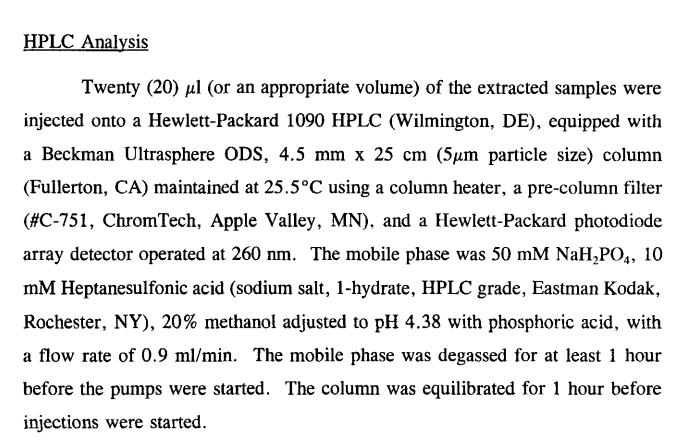 HPLC Analysis
Twenty (20) μl (or an appropriate volume) of the extracted samples were
injected onto a Hewlett-Packard 1090 HPLC (Wilmington, DE), equipped with
a Beckman Ultrasphere ODS, 4.5 mm x 25 cm (5μm particle size) column
(Fullerton, CA) maintained at 25.5°C using a column heater, a pre-column filter
(#C-751, ChromTech, Apple Valley, MN), and a Hewlett-Packard photodiode
array detector operated at 260 nm. The mobile phase was 50 mM NaH₂PO₄, 10
mM Heptanesulfonic acid (sodium salt, 1-hydrate, HPLC grade, Eastman Kodak,
Rochester, NY), 20% methanol adjusted to pH 4.38 with phosphoric acid, with
a flow rate of 0.9 ml/min. The mobile phase was degassed for at least 1 hour
before the pumps were started. The column was equilibrated for 1 hour before
injections were started.